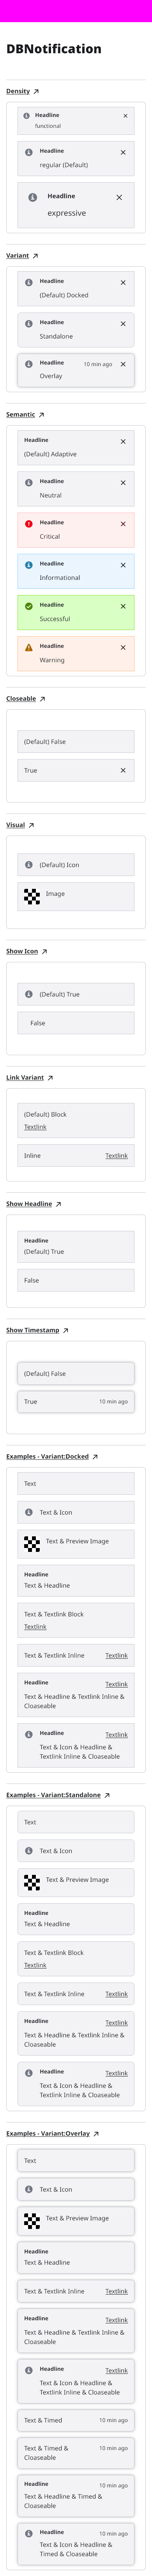 DBNotification
Density
Headline
functional
Headline
regular (Default)
Headline
expressive
Variant
Headline
(Default) Docked
Headline
Standalone
Headline 10 min ago
Overlay
Semantic
Headline
(Default) Adaptive
Headline
Neutral
Headline
Critical
Headline
Informational
Headline
Successful
Headline
Warning
Closeable
(Default) False
True
Visual
(Default) Icon
Image
Show Icon
(Default) True
False
Link Variant
(Default) Block
Textlink
Inline Textlink
Show Headline
Headline
(Default) True
False
Show Timestamp
(Default) False
True 10 min ago
Examples - Variant:Docked
Text
Text & Icon
Text & Preview Image
Headline
Text & Headline
Text & Textlink Block
Textlink
Text & Textlink Inline Textlink
Headline Textlink
Text & Headline & Textlink Inline &
Cloaseable
Headline Textlink
Text & Icon & Headline &
Textlink Inline & Cloaseable
Examples - Variant:Standalone
Text
Text & Icon
Text & Preview Image
Headline
Text & Headline
Text & Textlink Block
Textlink
Text & Textlink Inline Textlink
Headline Textlink
Text & Headline & Textlink Inline &
Cloaseable
Headline Textlink
Text & Icon & Headline &
Textlink Inline & Cloaseable
Examples - Variant:Overlay
Text
Text & Icon
Text & Preview Image
Headline
Text & Headline
Text & Textlink Inline Textlink
Headline Textlink
Text & Headline & Textlink Inline &
Cloaseable
Headline Textlink
Text & Icon & Headline &
Textlink Inline & Cloaseable
Text & Timed 10 min ago
Text & Timed & 10 min ago
Cloaseable
Headline 10 min ago
Text & Headline & Timed &
Cloaseable
Headline 10 min ago
Text & Icon & Headline &
Timed & Cloaseable